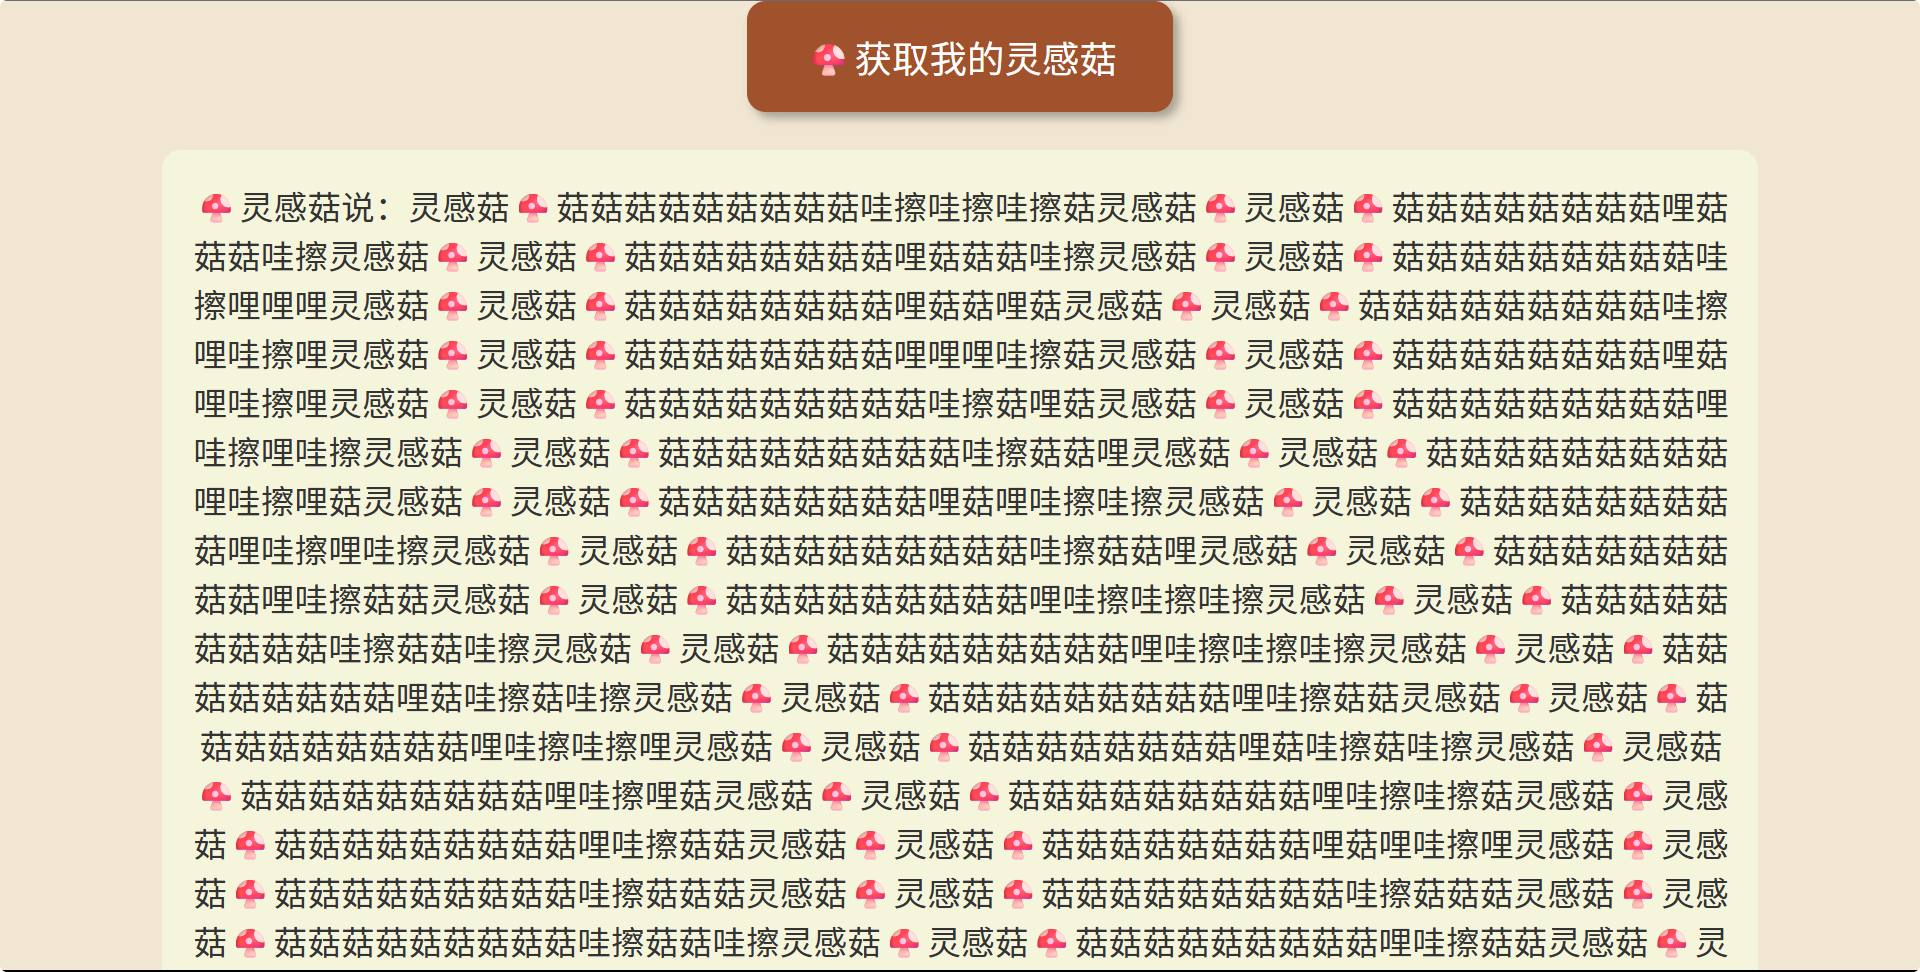 🍄获取我的灵感菇
🍄灵感菇说：灵感菇🍄菇菇菇菇菇菇菇菇菇哇擦哇擦哇擦菇灵感菇🍄灵感菇🍄菇菇菇菇菇菇菇菇哩菇
菇菇哇擦灵感菇🍄灵感菇🍄菇菇菇菇菇菇菇菇哩菇菇菇哇擦灵感菇🍄灵感菇🍄菇菇菇菇菇菇菇菇菇哇
擦哩哩哩灵感菇🍄灵感菇🍄菇菇菇菇菇菇菇菇哩菇菇哩菇灵感菇🍄灵感菇🍄菇菇菇菇菇菇菇菇菇哇擦
哩哇擦哩灵感菇🍄灵感菇🍄菇菇菇菇菇菇菇菇哩哩哩哇擦菇灵感菇🍄灵感菇🍄菇菇菇菇菇菇菇菇哩菇
哩哇擦哩灵感菇🍄灵感菇🍄菇菇菇菇菇菇菇菇菇哇擦菇哩菇灵感菇🍄灵感菇🍄菇菇菇菇菇菇菇菇菇哩
哇擦哩哇擦灵感菇🍄灵感菇🍄菇菇菇菇菇菇菇菇菇哇擦菇菇哩灵感菇🍄灵感菇🍄菇菇菇菇菇菇菇菇菇
哩哇擦哩菇灵感菇🍄灵感菇🍄菇菇菇菇菇菇菇菇哩菇哩哇擦哇擦灵感菇🍄灵感菇🍄菇菇菇菇菇菇菇菇
菇哩哇擦哩哇擦灵感菇🍄灵感菇🍄菇菇菇菇菇菇菇菇菇哇擦菇菇哩灵感菇🍄灵感菇🍄菇菇菇菇菇菇菇
菇菇哩哇擦菇菇灵感菇🍄灵感菇🍄菇菇菇菇菇菇菇菇菇哩哇擦哇擦哇擦灵感菇🍄灵感菇🍄菇菇菇菇菇
菇菇菇菇哇擦菇菇哇擦灵感菇🍄灵感菇🍄菇菇菇菇菇菇菇菇菇哩哇擦哇擦哇擦灵感菇🍄灵感菇🍄菇菇
菇菇菇菇菇菇哩菇哇擦菇哇擦灵感菇🍄灵感菇🍄菇菇菇菇菇菇菇菇菇哩哇擦菇菇灵感菇🍄灵感菇🍄菇
菇菇菇菇菇菇菇菇哩哇擦哇擦哩灵感菇🍄灵感菇🍄菇菇菇菇菇菇菇菇哩菇哇擦菇哇擦灵感菇🍄灵感菇
🍄菇菇菇菇菇菇菇菇菇哩哇擦哩菇灵感菇🍄灵感菇🍄菇菇菇菇菇菇菇菇菇哩哇擦哇擦菇灵感菇🍄灵感
菇🍄菇菇菇菇菇菇菇菇菇哩哇擦菇菇灵感菇🍄灵感菇🍄菇菇菇菇菇菇菇菇哩菇哩哇擦哩灵感菇🍄灵感
菇🍄菇菇菇菇菇菇菇菇菇哇擦菇菇菇灵感菇🍄灵感菇🍄菇菇菇菇菇菇菇菇菇哇擦菇菇菇灵感菇🍄灵感
菇🍄菇菇菇菇菇菇菇菇菇哇擦菇菇哇擦灵感菇🍄灵感菇🍄菇菇菇菇菇菇菇菇菇哩哇擦菇菇灵感菇🍄灵